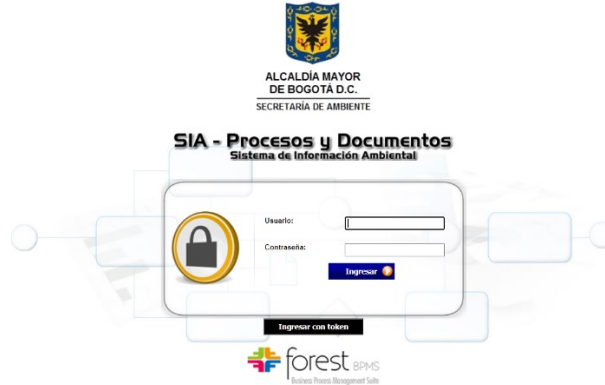 ALCALDÍA MAYOR
DE BOGOTÁ D.C.
SECRETARÍA DE AMBIENTE
SIA - Procesos y Documentos
Sistema de Información Ambiental
Usuario:
Contraseña:
Ingresar
Ingresar con token
forest BPMS
Business Process Management Suite